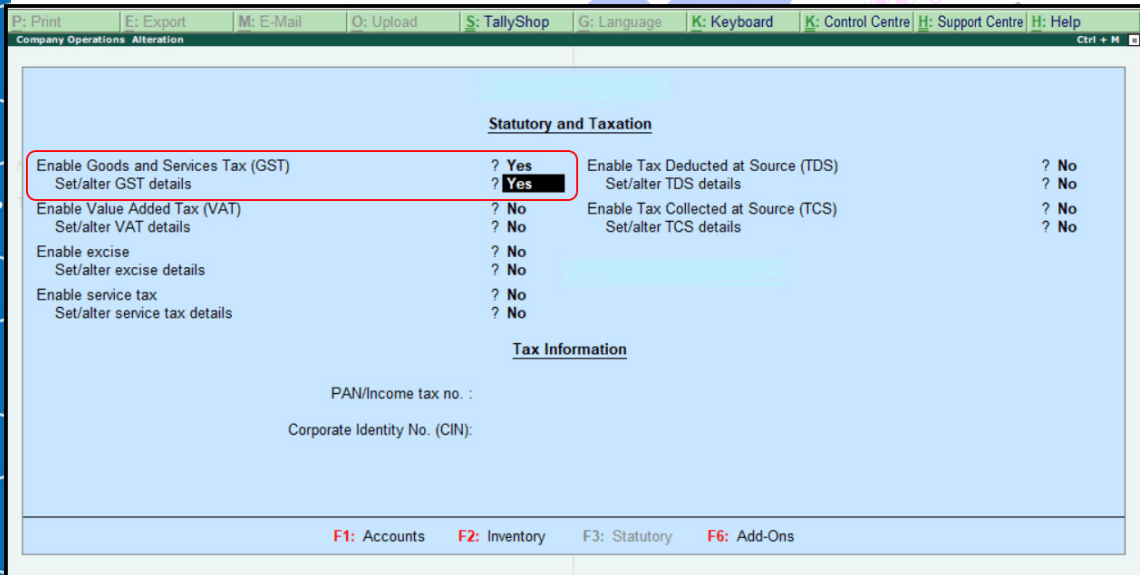 P: Print E: Export M: E-Mail O: Upload S: TallyShop G: Language K: Keyboard K: Control Centre H: Support Centre H: Help
Company Operations Alteration Ctrl + M
Statutory and Taxation
Enable Goods and Services Tax (GST) ? Yes Enable Tax Deducted at Source (TDS) ? No
Set/alter GST details ? Yes Set/alter TDS details ? No
Enable Value Added Tax (VAT) ? No Enable Tax Collected at Source (TCS) ? No
Set/alter VAT details ? No Set/alter TCS details ? No
Enable excise ? No
Set/alter excise details ? No
Enable service tax ? No
Set/alter service tax details ? No
Tax Information
PAN/Income tax no. :
Corporate Identity No. (CIN):
F1: Accounts F2: Inventory F3: Statutory F6: Add-Ons